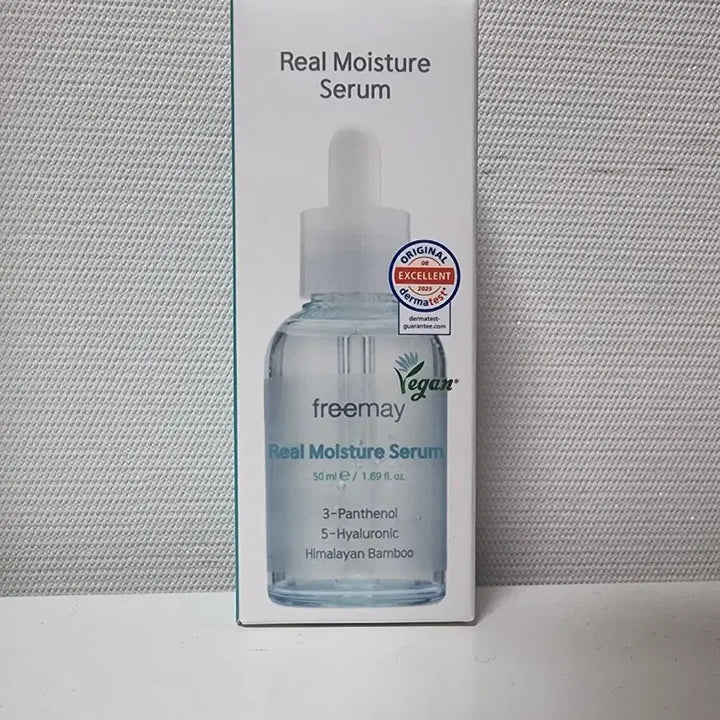 Real Moisture
Serum
ORIGINAL
08
EXCELLENT
2025
dermatest®
dermatest-
guarantee.com
Vegan®
freemay
Real Moisture Serum
50 ml ℮ / 1.69 fl. oz.
3-Panthenol
5-Hyaluronic
Himalayan Bamboo